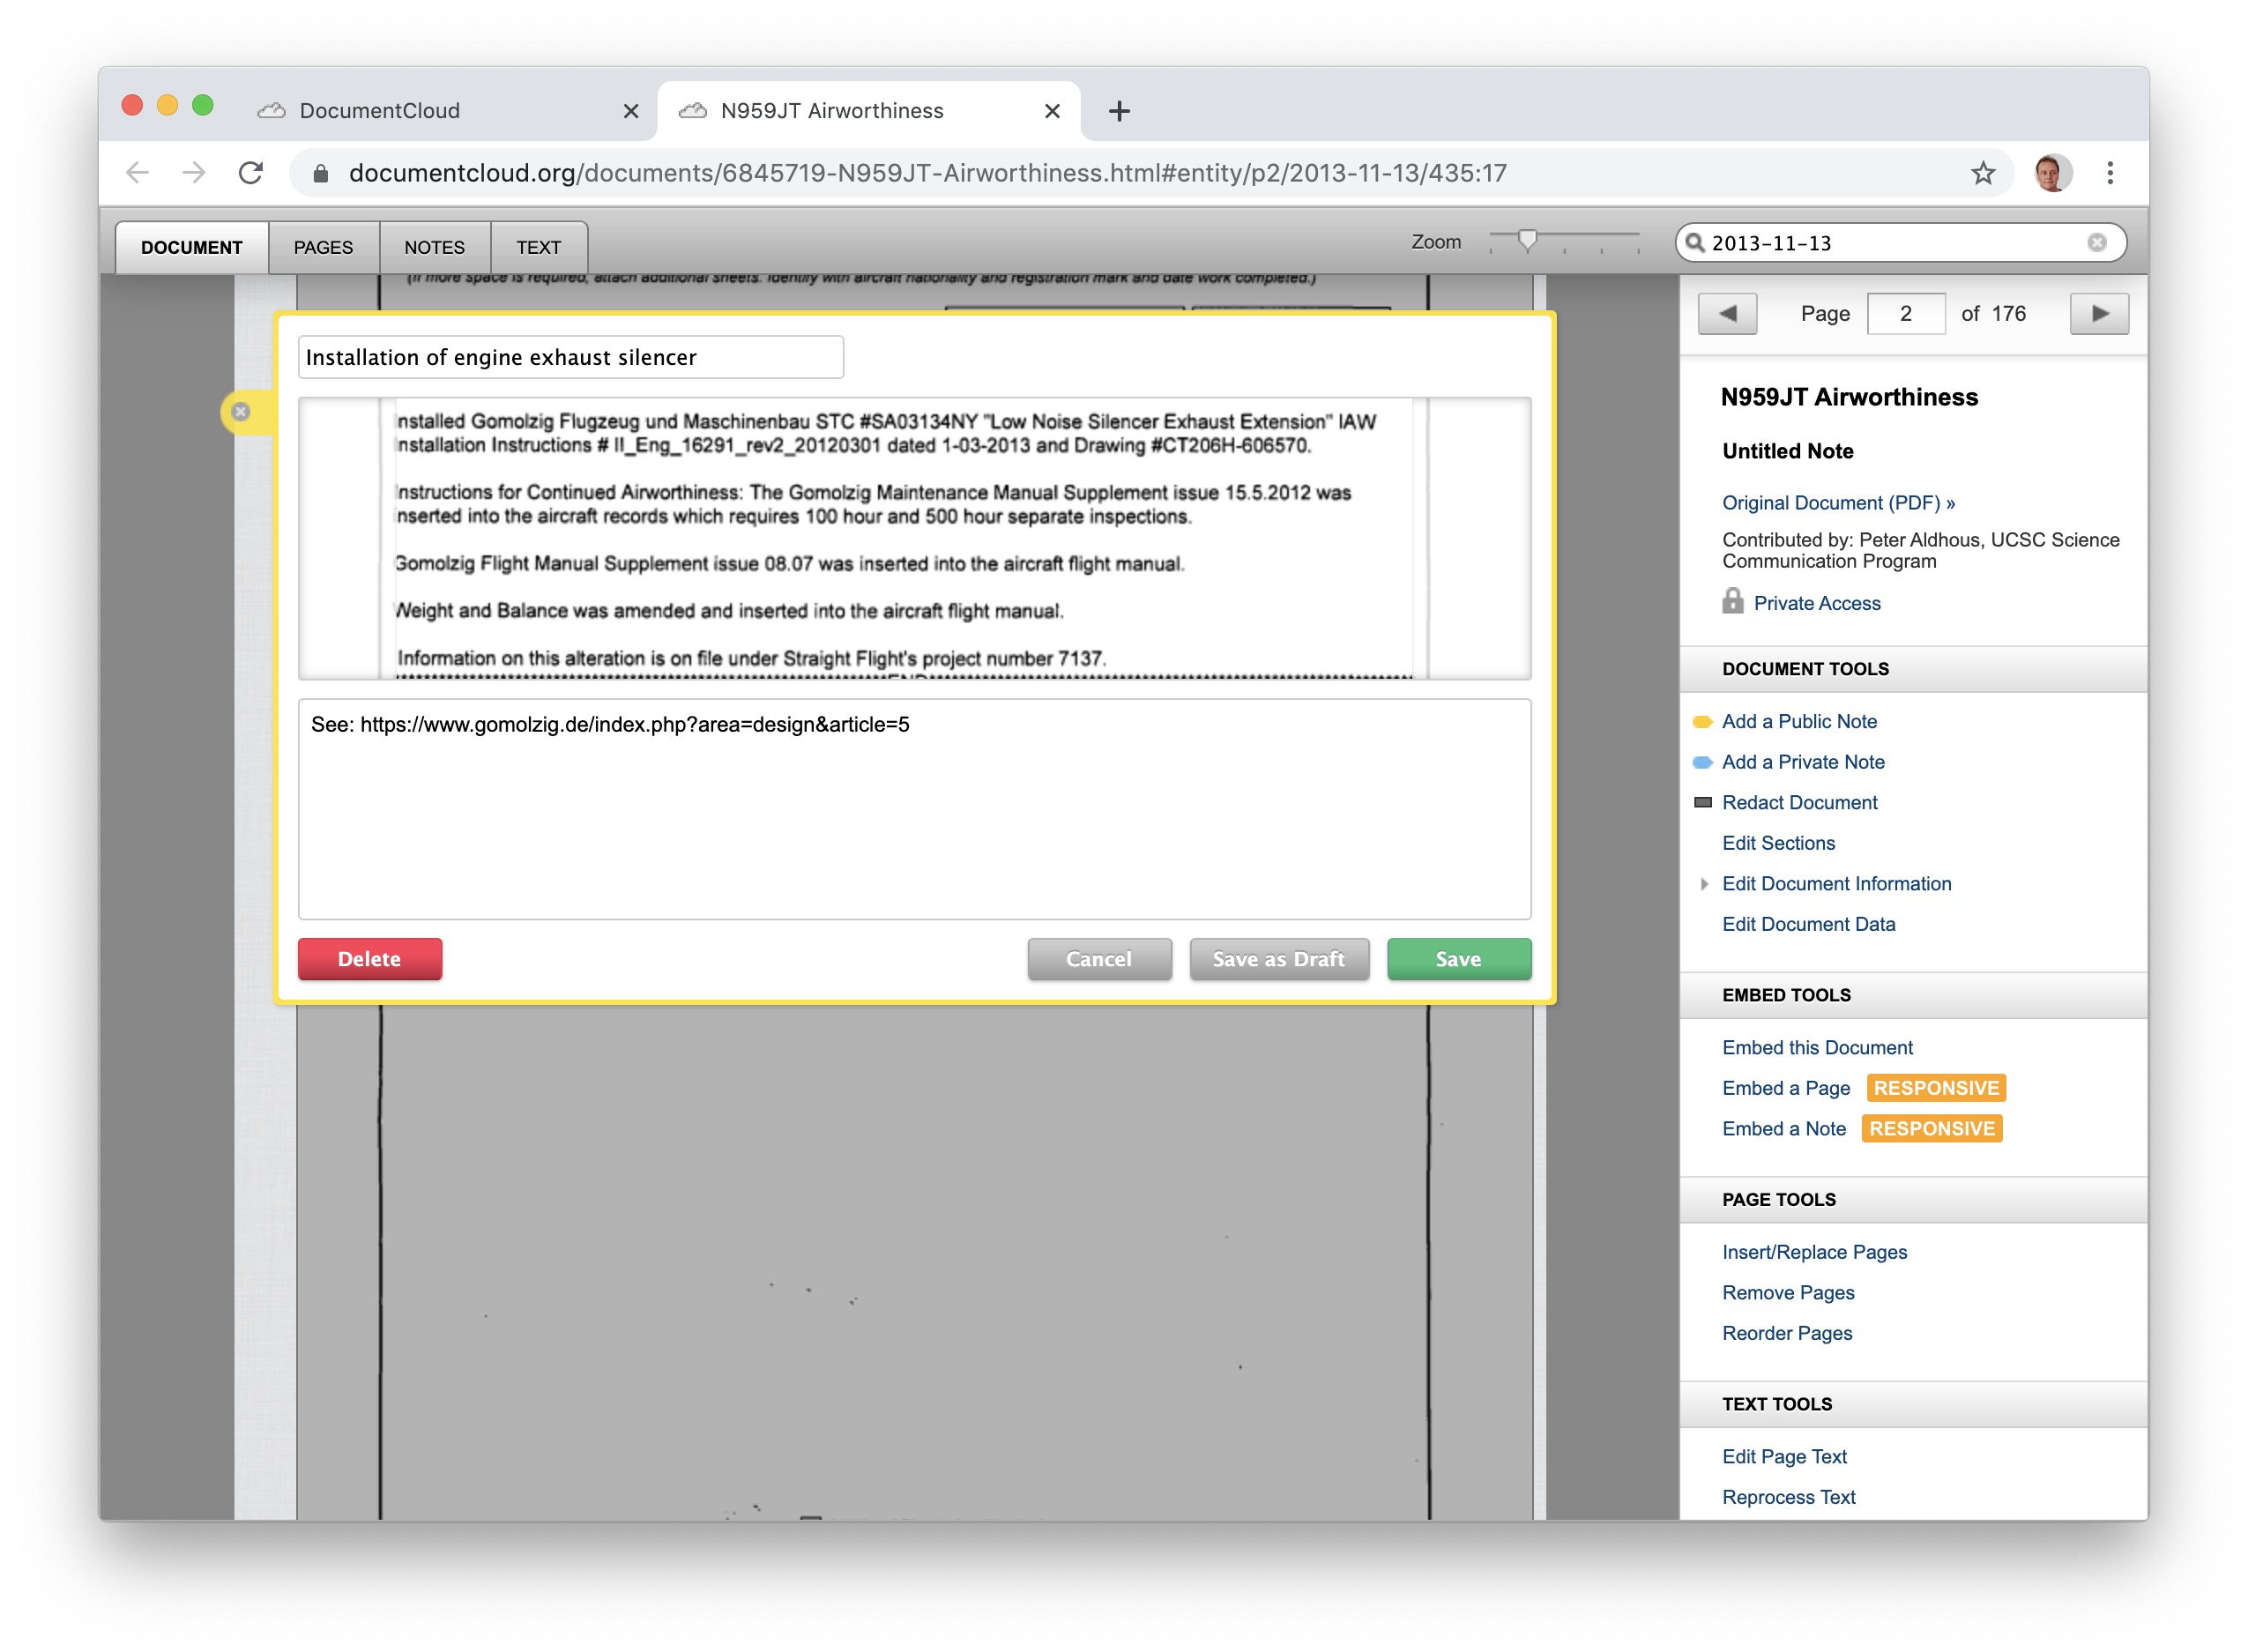 DocumentCloud
N959JT Airworthiness
documentcloud.org/documents/6845719-N959JT-Airworthiness.html#entity/p2/2013-11-13/435:17
DOCUMENT
PAGES
NOTES
TEXT
Zoom
2013-11-13
(If more space is required, attach additional sheets. Identify with aircraft nationality and registration mark and date work completed.)
Installation of engine exhaust silencer
Installed Gomolzig Flugzeug und Maschinenbau STC #SA03134NY "Low Noise Silencer Exhaust Extension" IAW
Installation Instructions # II_Eng_16291_rev2_20120301 dated 1-03-2013 and Drawing #CT206H-606570.
Instructions for Continued Airworthiness: The Gomolzig Maintenance Manual Supplement issue 15.5.2012 was
inserted into the aircraft records which requires 100 hour and 500 hour separate inspections.
Gomolzig Flight Manual Supplement issue 08.07 was inserted into the aircraft flight manual.
Weight and Balance was amended and inserted into the aircraft flight manual.
Information on this alteration is on file under Straight Flight's project number 7137.
END
See: https://www.gomolzig.de/index.php?area=design&article=5
Delete
Cancel
Save as Draft
Save
Page 2 of 176
N959JT Airworthiness
Untitled Note
Original Document (PDF) »
Contributed by: Peter Aldhous, UCSC Science
Communication Program
Private Access
DOCUMENT TOOLS
Add a Public Note
Add a Private Note
Redact Document
Edit Sections
Edit Document Information
Edit Document Data
EMBED TOOLS
Embed this Document
Embed a Page RESPONSIVE
Embed a Note RESPONSIVE
PAGE TOOLS
Insert/Replace Pages
Remove Pages
Reorder Pages
TEXT TOOLS
Edit Page Text
Reprocess Text